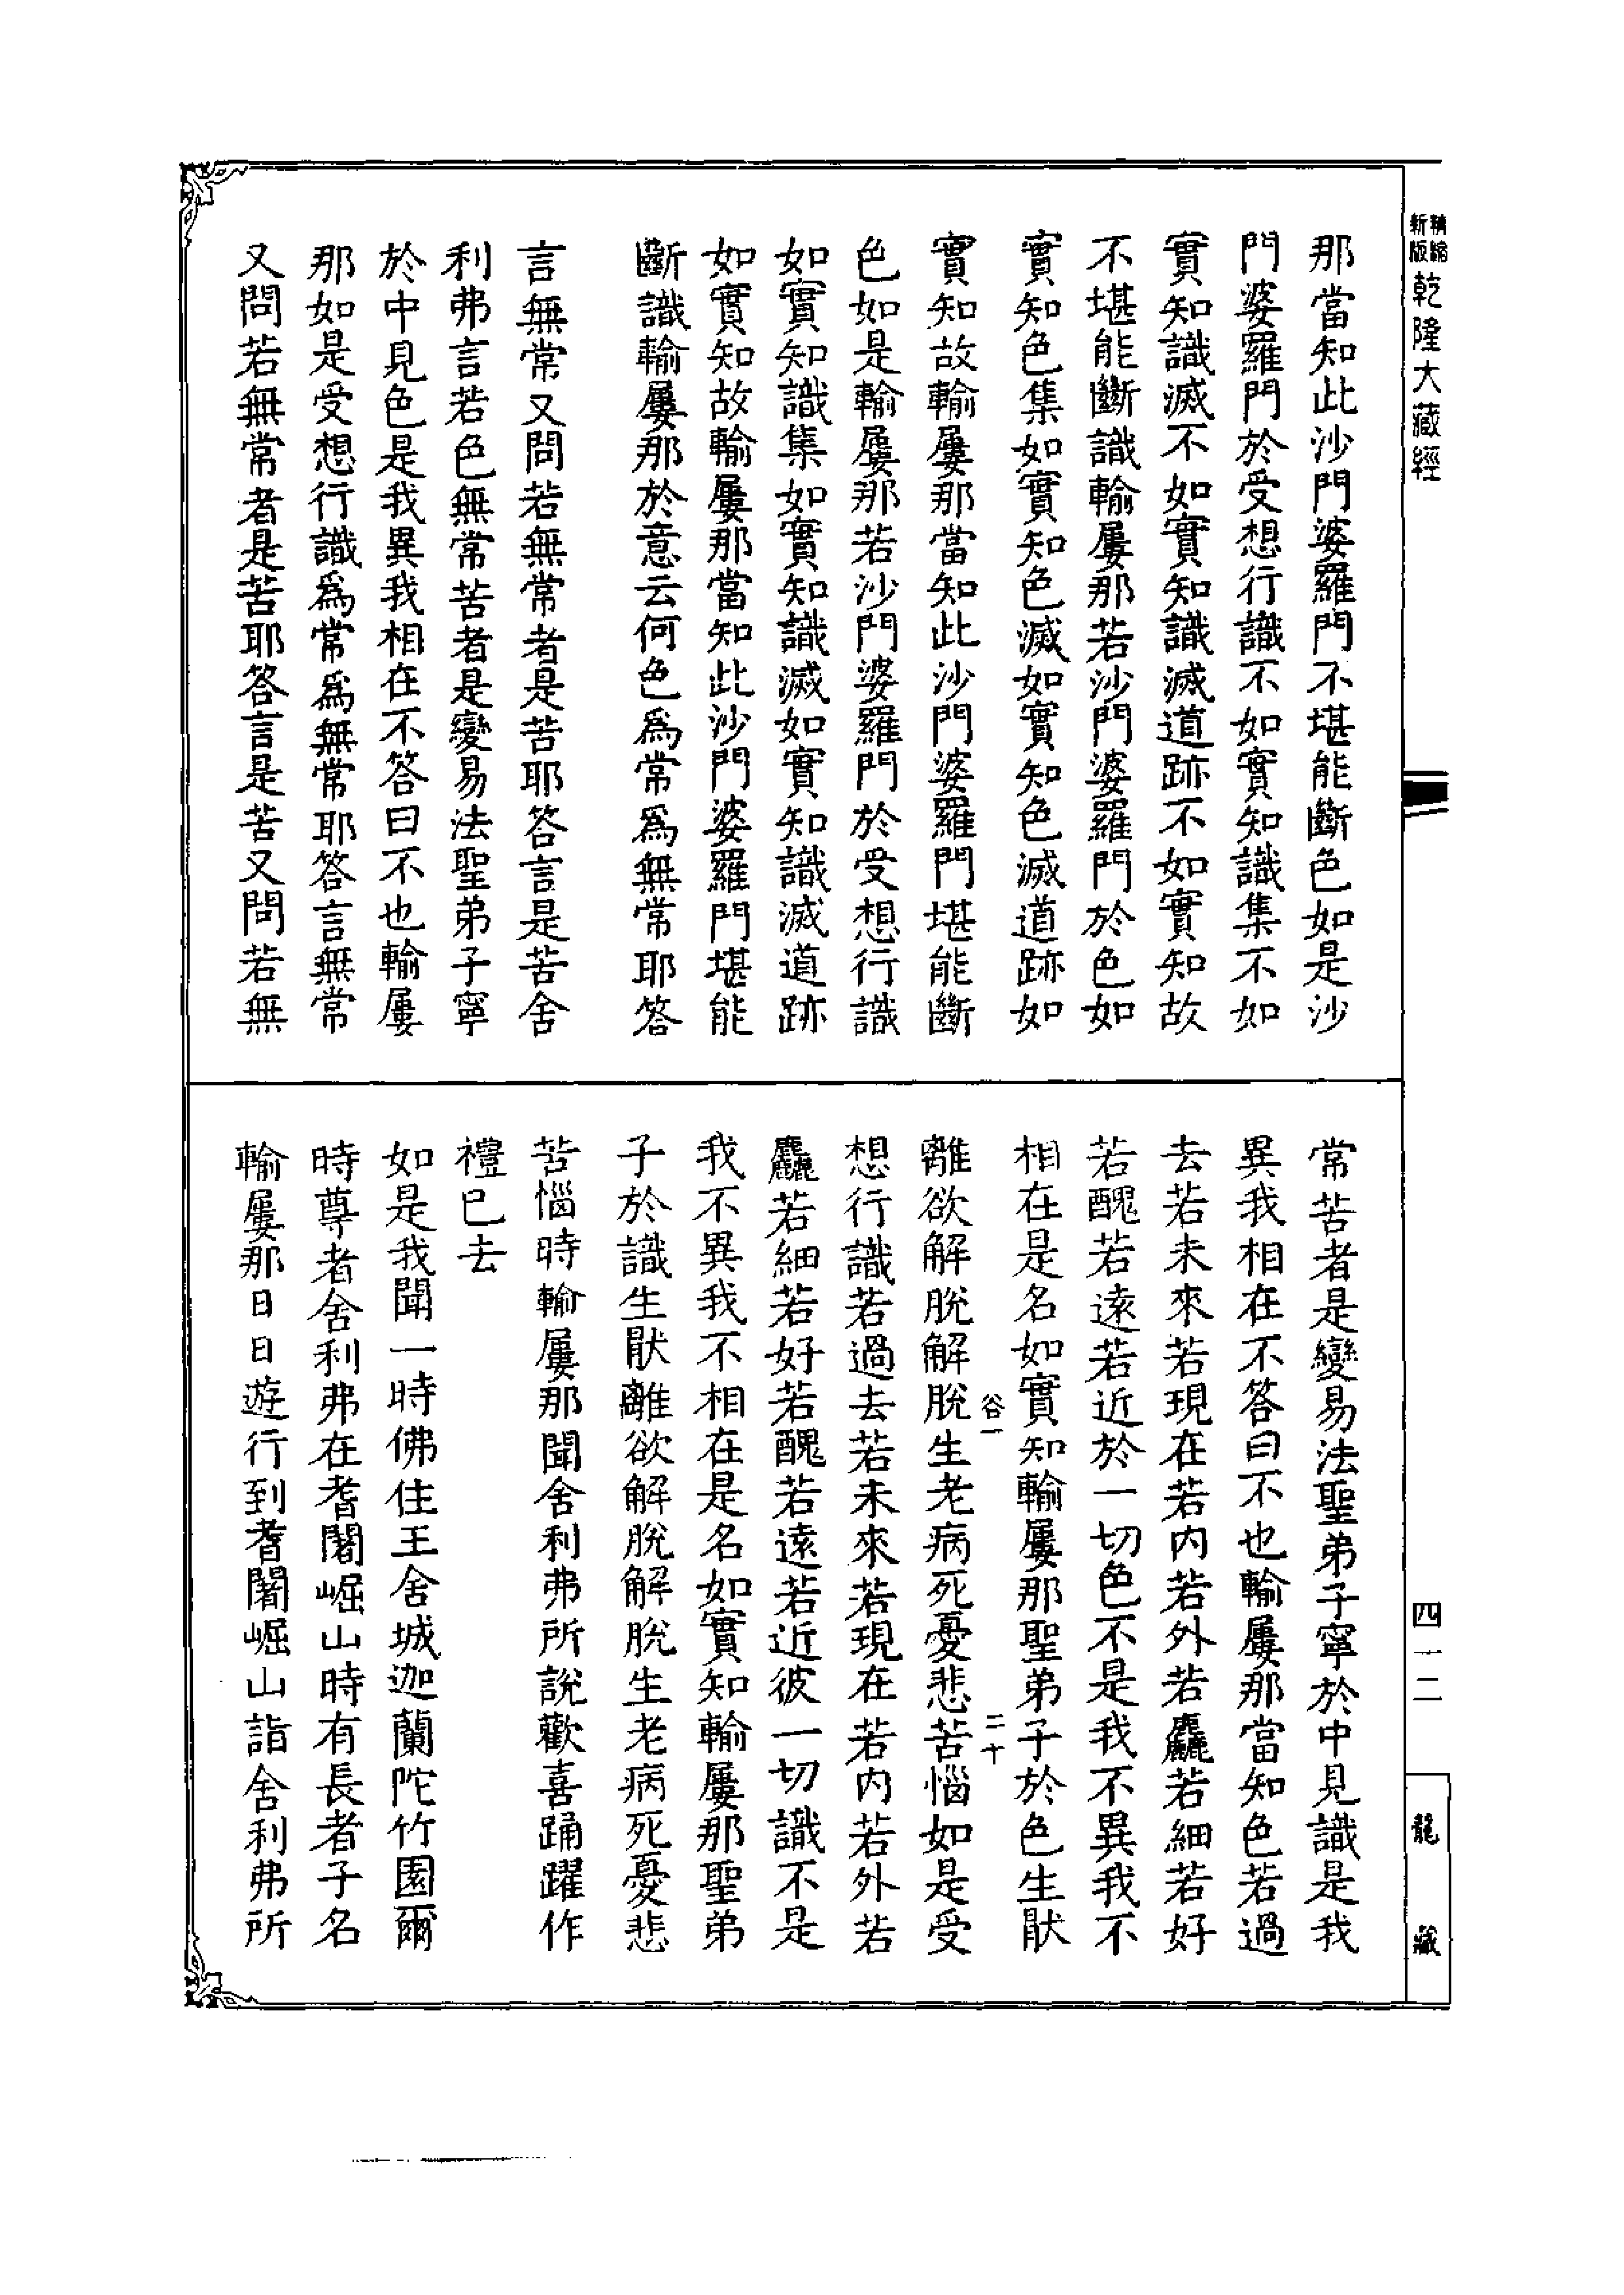 精縮新版乾隆大藏經
那當知此沙門婆羅門不堪能斷色如是沙
門婆羅門於受想行識不如實知識集不如
實知識滅不如實知識滅道跡不如實知故
不堪能斷識輸屢那若沙門婆羅門於色如
實知色集如實知色滅如實知色滅道跡如
實知故輸屢那當知此沙門婆羅門堪能斷
色如是輸屢那若沙門婆羅門於受想行識
如實知識集如實知識滅如實知識滅道跡
如實知故輸屢那當知此沙門婆羅門堪能
斷識輸屢那於意云何色爲常爲無常耶答
言無常又問若無常者是苦耶答言是苦舍
利弗言若色無常苦者是變易法聖弟子寧
於中見色是我異我相在不答曰不也輸屢
那如是受想行識爲常爲無常耶答言無常
又問若無常者是苦耶答言是苦又問若無
常苦者是變易法聖弟子寧於中見識是我
異我相在不答曰不也輸屢那當知色若過
去若未來若現在若內若外若麤若細若好
若醜若遠若近於一切色不是我不異我不
相在是名如實知輸屢那聖弟子於色生猒
谷一 二十
離欲解脫解脫生老病死憂悲苦惱如是受
想行識若過去若未來若現在若內若外若
麤若細若好若醜若遠若近彼一切識不是
我不異我不相在是名如實知輸屢那聖弟
子於識生猒離欲解脫解脫生老病死憂悲
苦惱時輸屢那聞舍利弗所說歡喜踊躍作
禮已去
如是我聞一時佛住王舍城迦蘭陀竹園爾
時尊者舍利弗在耆闍崛山時有長者子名
輸屢那日日遊行到耆闍崛山詣舍利弗所
四一二
龍藏